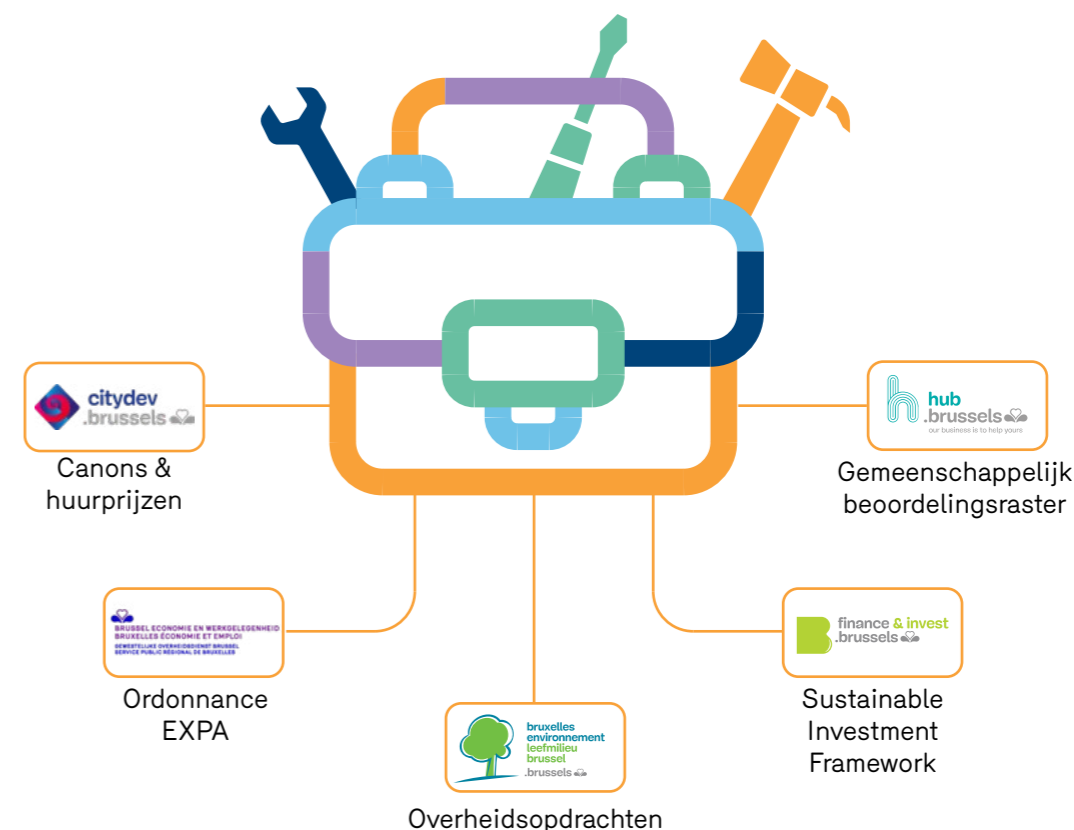 citydev
.brussels
Canons &
huurprijzen
BRUSSEL ECONOMIE EN WERKGELEGENHEID
BRUXELLES ÉCONOMIE ET EMPLOI
GEWESTELIJKE OVERHEIDSDIENST BRUSSEL
SERVICE PUBLIC RÉGIONAL DE BRUXELLES
Ordonnance
EXPA
bruxelles
environnement
leefmilieu
brussel
.brussels
Overheidsopdrachten
finance & invest
.brussels
Sustainable
Investment
Framework
hub
.brussels
our business is to help yours
Gemeenschappelijk
beoordelingsraster